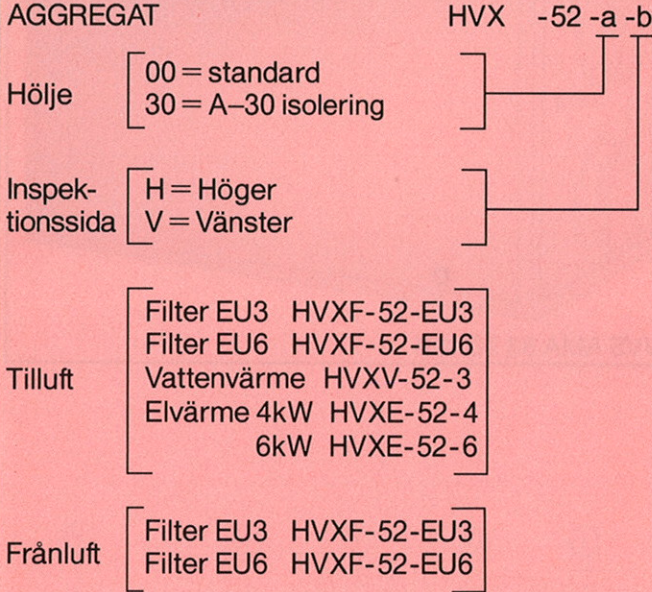 AGGREGAT HVX -52 -a -b
Hölje
00 = standard
30 = A–30 isolering
Inspek-
tionssida
H = Höger
V = Vänster
Tilluft
Filter EU3 HVXF-52-EU3
Filter EU6 HVXF-52-EU6
Vattenvärme HVXV-52-3
Elvärme 4kW HVXE-52-4
6kW HVXE-52-6
Frånluft
Filter EU3 HVXF-52-EU3
Filter EU6 HVXF-52-EU6